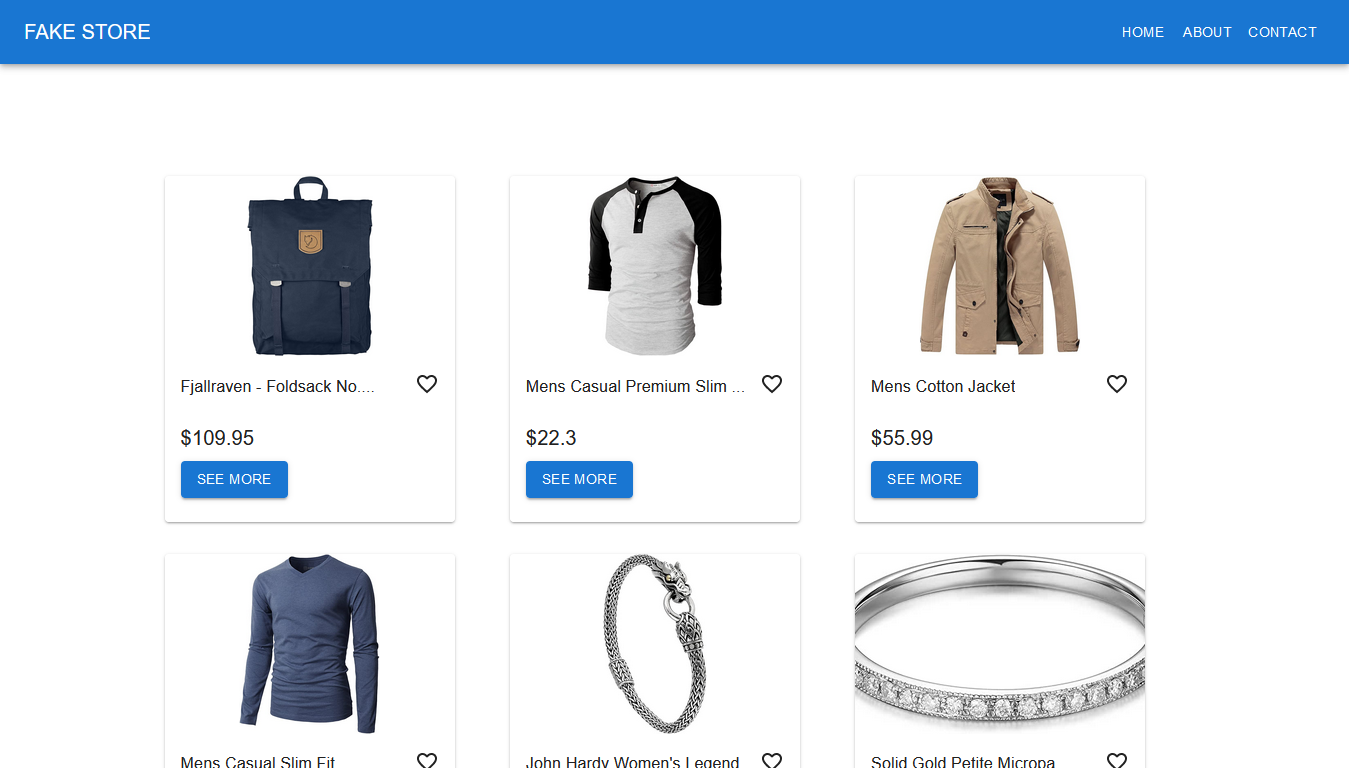 FAKE STORE
HOME ABOUT CONTACT
Fjallraven - Foldsack No....
Mens Casual Premium Slim ...
Mens Cotton Jacket
$109.95
$22.3
$55.99
SEE MORE
SEE MORE
SEE MORE
Mens Casual Slim Fit
John Hardy Women's Legend
Solid Gold Petite Micropa